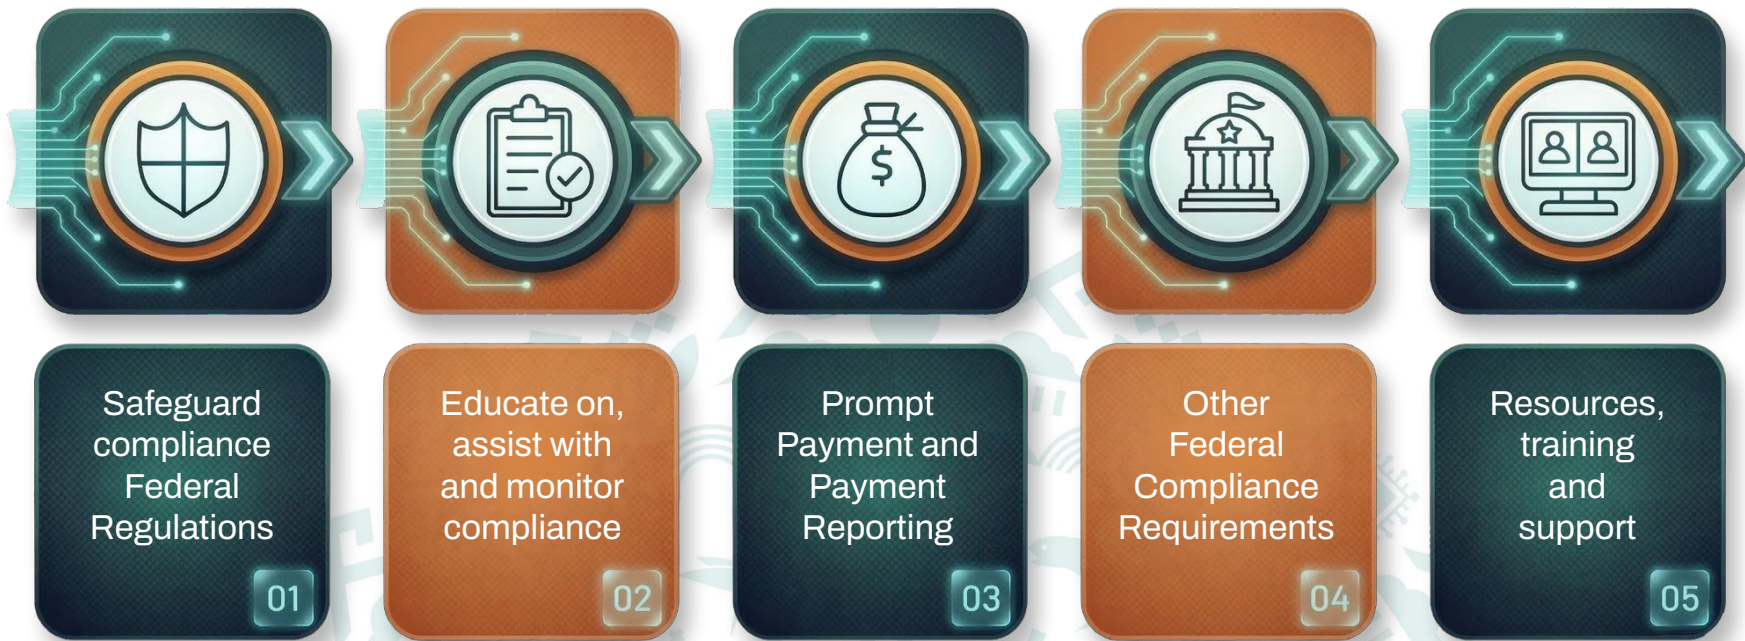 Safeguard
compliance
Federal
Regulations
01
Educate on,
assist with
and monitor
compliance
02
$
Prompt
Payment and
Payment
Reporting
03
Other
Federal
Compliance
Requirements
04
Resources,
training
and
support
05